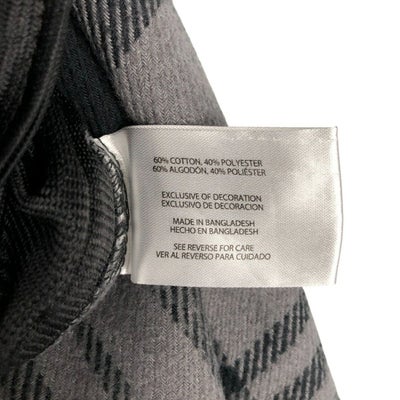 60% COTTON, 40% POLYESTER
60% ALGODÓN, 40% POLIÉSTER
EXCLUSIVE OF DECORATION
EXCLUSIVO DE DECORACION
MADE IN BANGLADESH
HECHO EN BANGLADESH
SEE REVERSE FOR CARE
VER AL REVERSO PARA CUIDADO